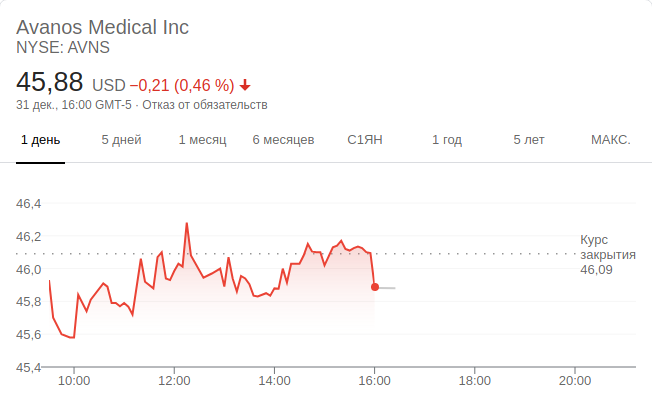 Avanos Medical Inc
NYSE: AVNS
45,88 USD −0,21 (0,46 %)
31 дек., 16:00 GMT-5 · Отказ от обязательств
1 день 5 дней 1 месяц 6 месяцев С1ЯН 1 год 5 лет МАКС.
46,4
46,2
Курс
закрытия
46,09
46,0
45,8
45,6
45,4
10:00 12:00 14:00 16:00 18:00 20:00